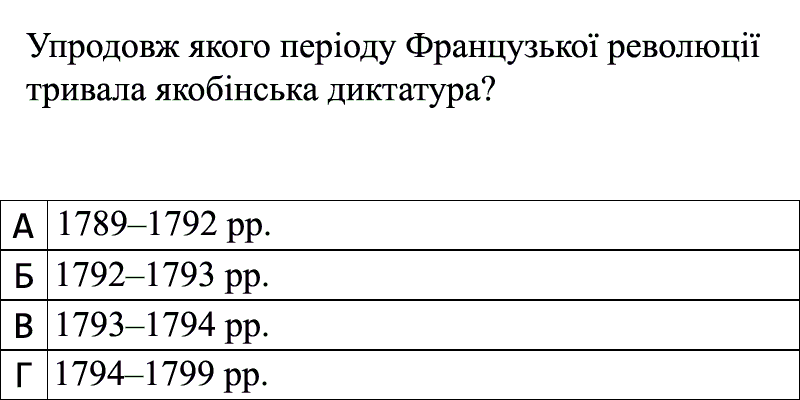 Упродовж якого періоду Французької революції
тривала якобінська диктатура?
А 1789–1792 рр.
Б 1792–1793 рр.
В 1793–1794 рр.
Г 1794–1799 рр.